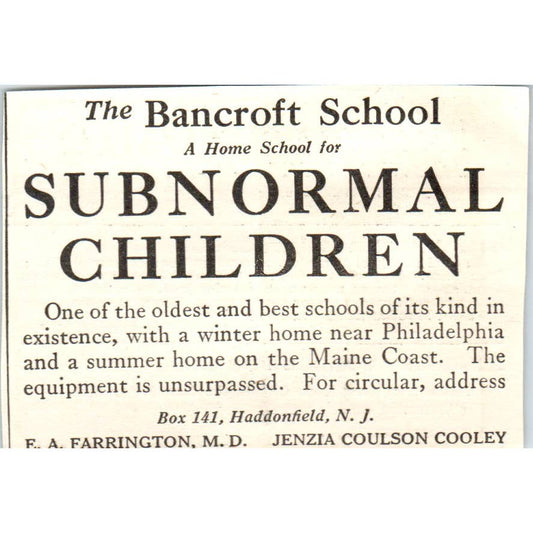 The Bancroft School
A Home School for
SUBNORMAL
CHILDREN
One of the oldest and best schools of its kind in
existence, with a winter home near Philadelphia
and a summer home on the Maine Coast. The
equipment is unsurpassed. For circular, address
Box 141, Haddonfield, N. J.
E. A. FARRINGTON, M. D. JENZIA COULSON COOLEY